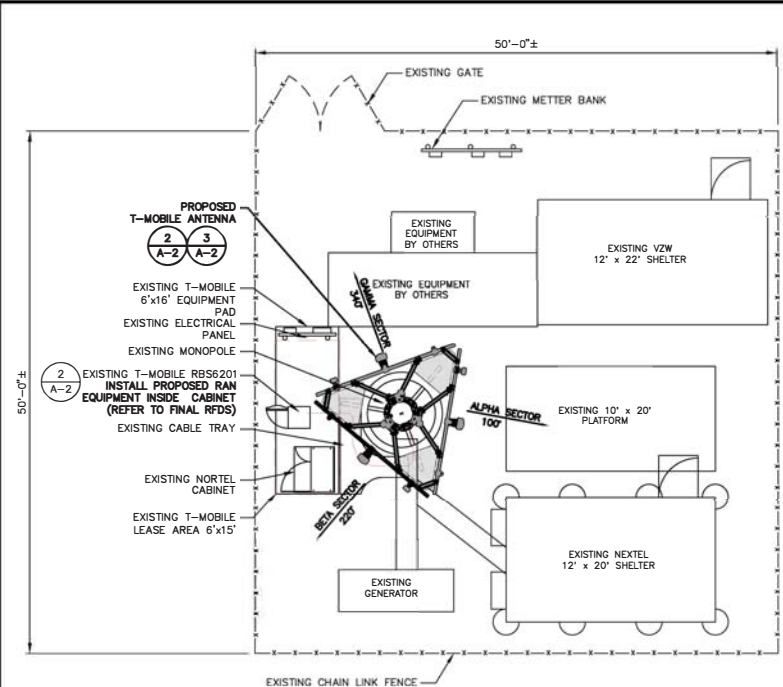 50'-0"±
EXISTING GATE
EXISTING METTER BANK
PROPOSED
T-MOBILE ANTENNA
2
A-2
3
A-2
EXISTING
EQUIPMENT
BY OTHERS
EXISTING VZW
12' x 22' SHELTER
EXISTING EQUIPMENT
BY OTHERS
GAMMA SECTOR
340°
EXISTING T-MOBILE
6'x16' EQUIPMENT
PAD
EXISTING ELECTRICAL
PANEL
EXISTING MONOPOLE
2
A-2
EXISTING T-MOBILE RBS6201
INSTALL PROPOSED RAN
EQUIPMENT INSIDE CABINET
(REFER TO FINAL RFDS)
50'-0"±
EXISTING CABLE TRAY
ALPHA SECTOR
100°
EXISTING 10' x 20'
PLATFORM
EXISTING NORTEL
CABINET
BETA SECTOR
220°
EXISTING T-MOBILE
LEASE AREA 6'x15'
EXISTING
GENERATOR
EXISTING NEXTEL
12' x 20' SHELTER
EXISTING CHAIN LINK FENCE